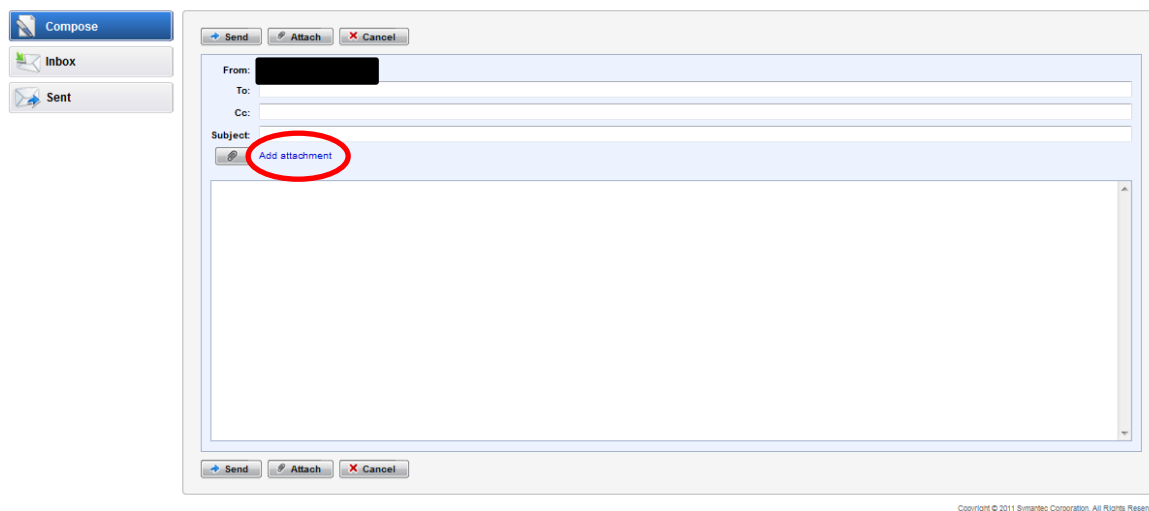 Compose
Inbox
Sent
Send Attach Cancel
From:
To:
Cc:
Subject:
Add attachment
Send Attach Cancel
Copyright © 2011 Symantec Corporation. All Rights Reser